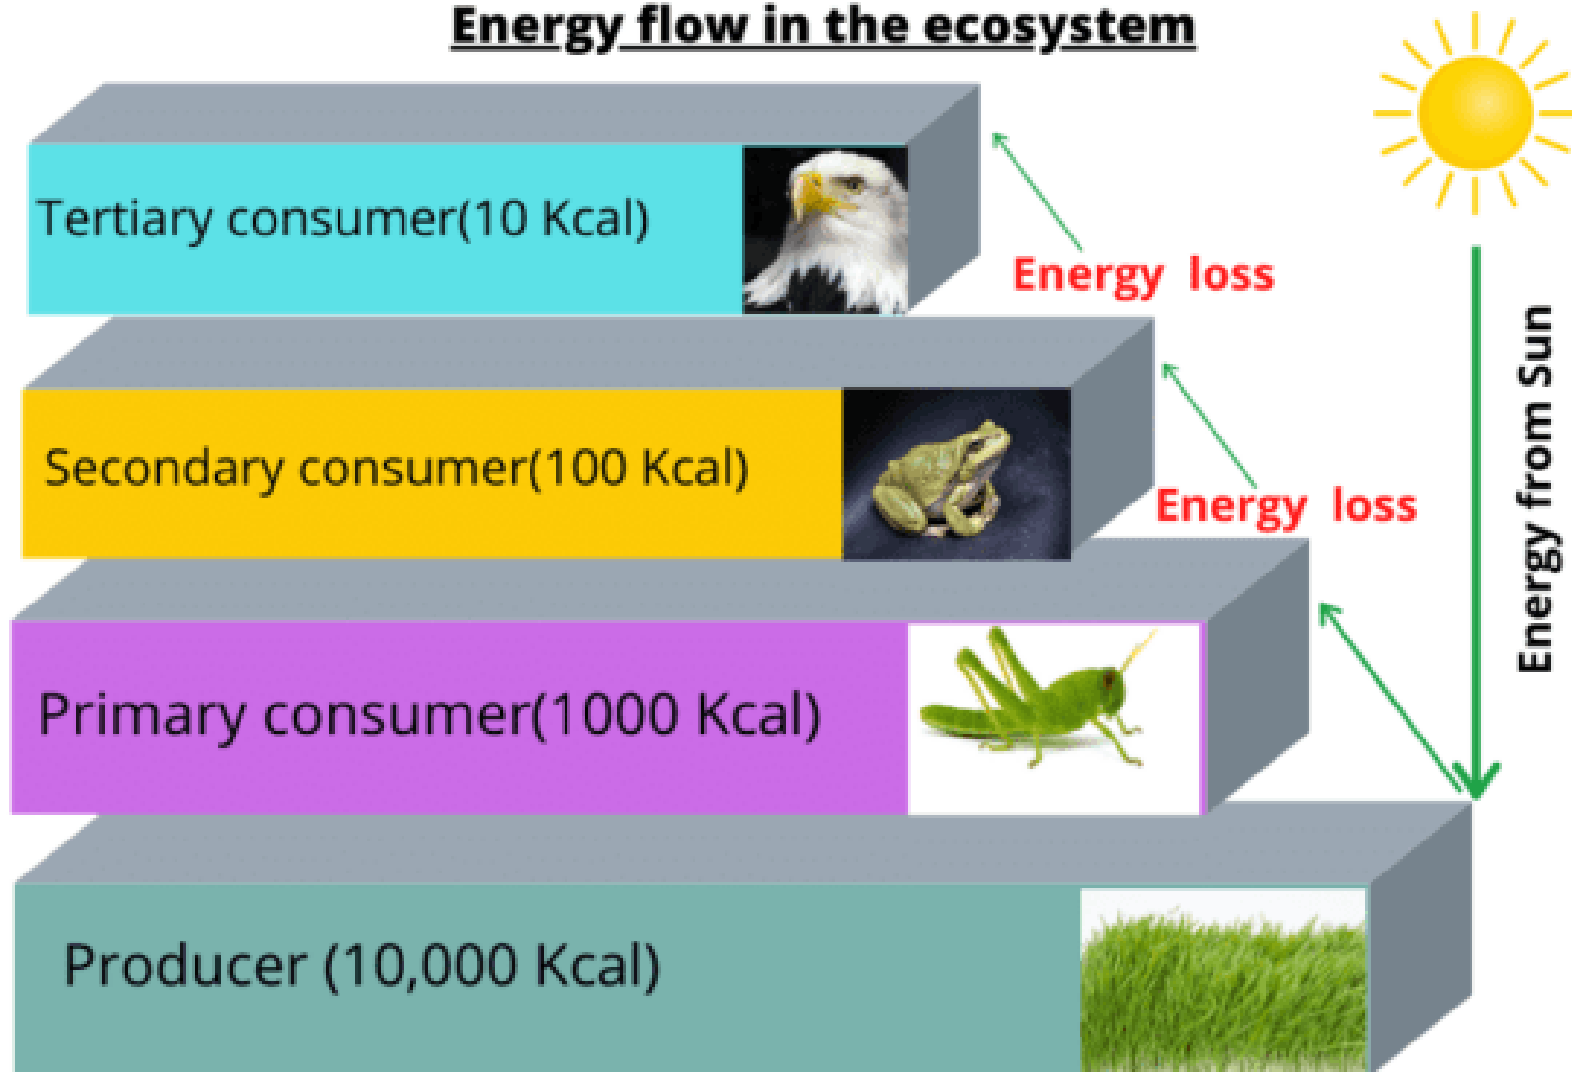 Energy flow in the ecosystem
Tertiary consumer(10 Kcal)
Energy loss
Secondary consumer(100 Kcal)
Energy loss
Energy from Sun
Primary consumer(1000 Kcal)
Producer (10,000 Kcal)